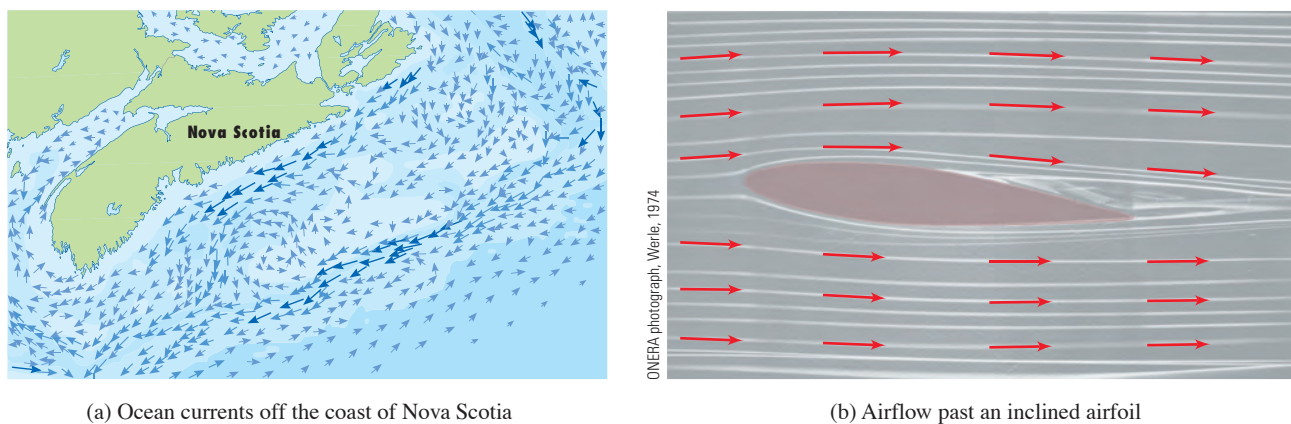 Nova Scotia
ONERA photograph, Werle, 1974
(a) Ocean currents off the coast of Nova Scotia
(b) Airflow past an inclined airfoil